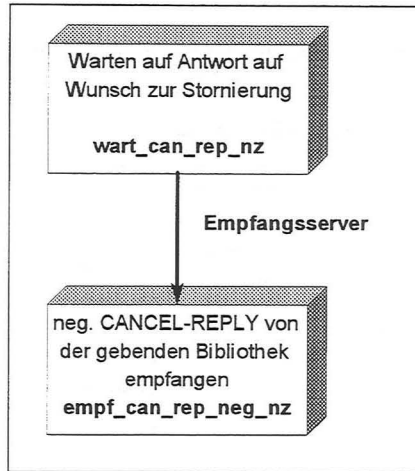 Warten auf Antwort auf
Wunsch zur Stornierung
wart_can_rep_nz
Empfangsserver
neg. CANCEL-REPLY von
der gebenden Bibliothek
empfangen
empf_can_rep_neg_nz